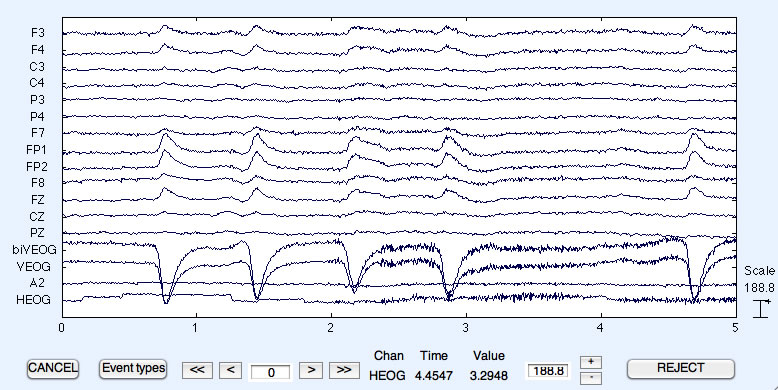 F3
F4
C3
C4
P3
P4
F7
FP1
FP2
F8
FZ
CZ
PZ
biVEOG
VEOG
A2
HEOG
0 1 2 3 4 5
Scale
188.8
+
CANCEL Event types << < 0 > >> Chan Time Value 188.8 + - REJECT
HEOG 4.4547 3.2948